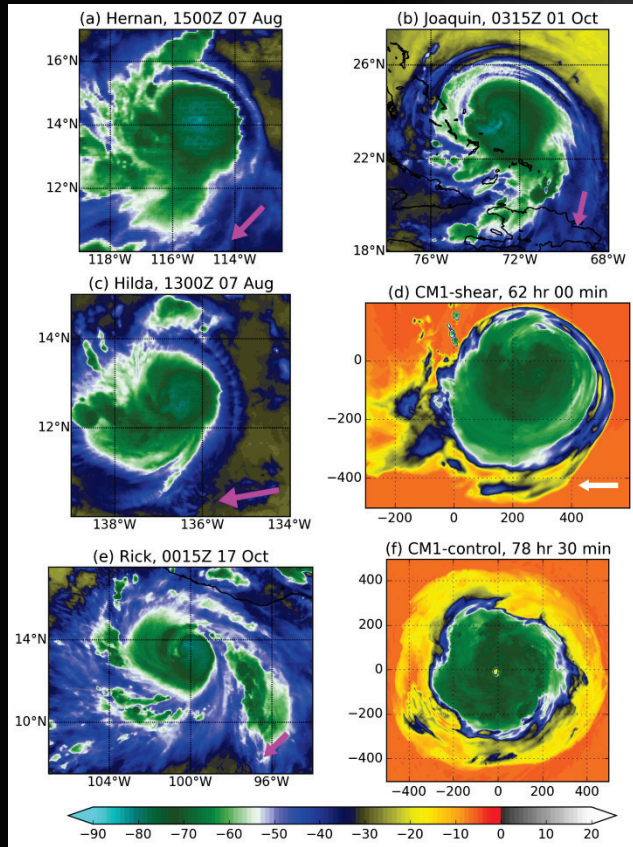 (a) Hernan, 1500Z 07 Aug
16°N
14°N
12°N
118°W 116°W 114°W
(b) Joaquin, 0315Z 01 Oct
26°N
22°N
18°N
76°W 72°W 68°W
(c) Hilda, 1300Z 07 Aug
14°N
12°N
138°W 136°W 134°W
(d) CM1-shear, 62 hr 00 min
0
−200
−400
−200 0 200 400
(e) Rick, 0015Z 17 Oct
14°N
10°N
104°W 100°W 96°W
(f) CM1-control, 78 hr 30 min
400
200
0
−200
−400
−400 −200 0 200 400
−90 −80 −70 −60 −50 −40 −30 −20 −10 0 10 20